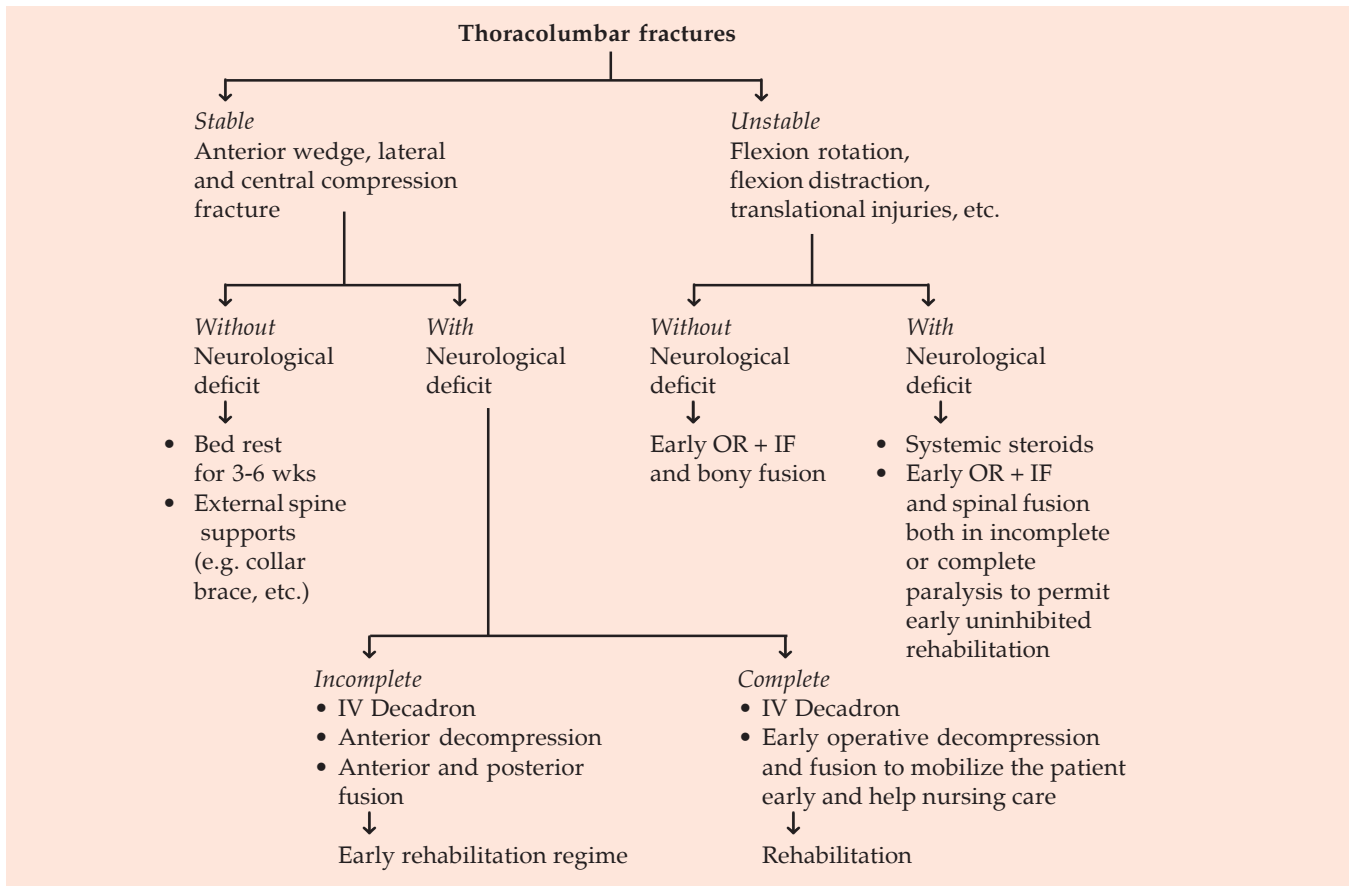 Thoracolumbar fractures
Stable
Anterior wedge, lateral
and central compression
fracture
Unstable
Flexion rotation,
flexion distraction,
translational injuries, etc.
Without
Neurological
deficit
With
Neurological
deficit
Without
Neurological
deficit
With
Neurological
deficit
• Bed rest
for 3-6 wks
• External spine
supports
(e.g. collar
brace, etc.)
Early OR + IF
and bony fusion
• Systemic steroids
• Early OR + IF
and spinal fusion
both in incomplete
or complete
paralysis to permit
early uninhibited
rehabilitation
Incomplete
• IV Decadron
• Anterior decompression
• Anterior and posterior
fusion
Early rehabilitation regime
Complete
• IV Decadron
• Early operative decompression
and fusion to mobilize the patient
early and help nursing care
Rehabilitation